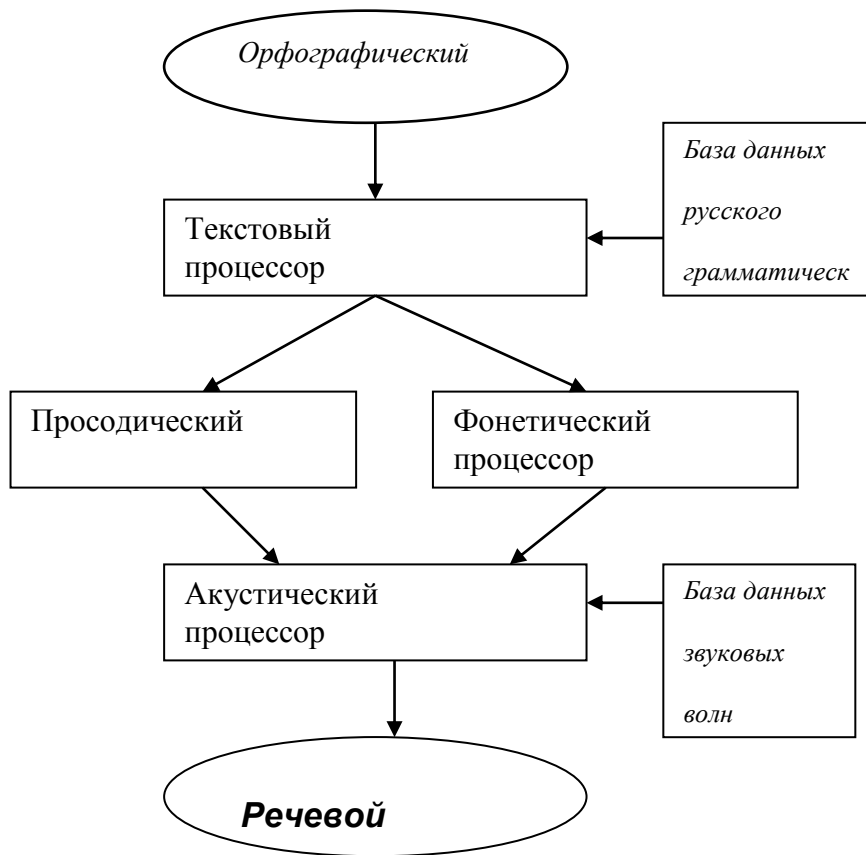 Орфографический
База данных
русского
грамматическ
Текстовый
процессор
Просодический
Фонетический
процессор
Акустический
процессор
База данных
звуковых
волн
Речевой